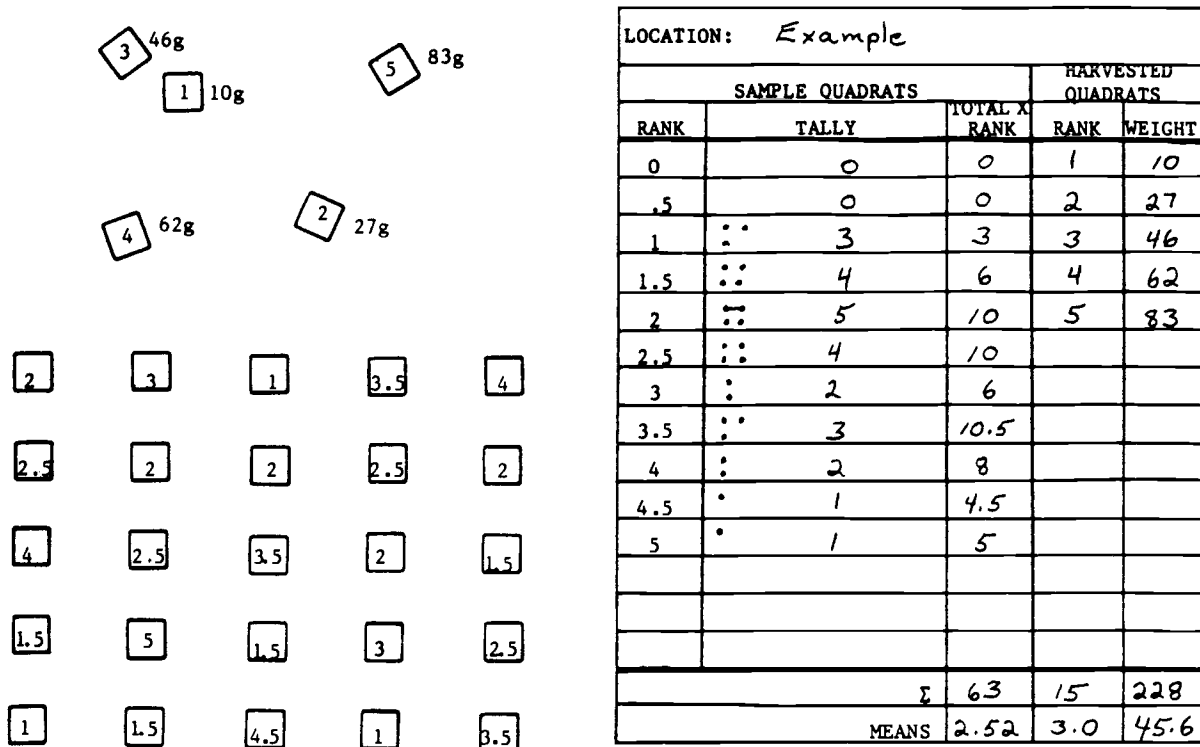 3 46g
1 10g
5 83g
4 62g
2 27g
2 3 1 3.5 4
2.5 2 2 2.5 2
4 2.5 3.5 2 1.5
1.5 5 1.5 3 2.5
1 1.5 4.5 1 3.5
LOCATION: Example
SAMPLE QUADRATS HARVESTED QUADRATS
RANK TALLY TOTAL X RANK RANK WEIGHT
0 0 0 1 10
.5 0 0 2 27
1 3 3 3 46
1.5 4 6 4 62
2 5 10 5 83
2.5 4 10
3 2 6
3.5 3 10.5
4 2 8
4.5 1 4.5
5 1 5
Σ 63 15 228
MEANS 2.52 3.0 45.6